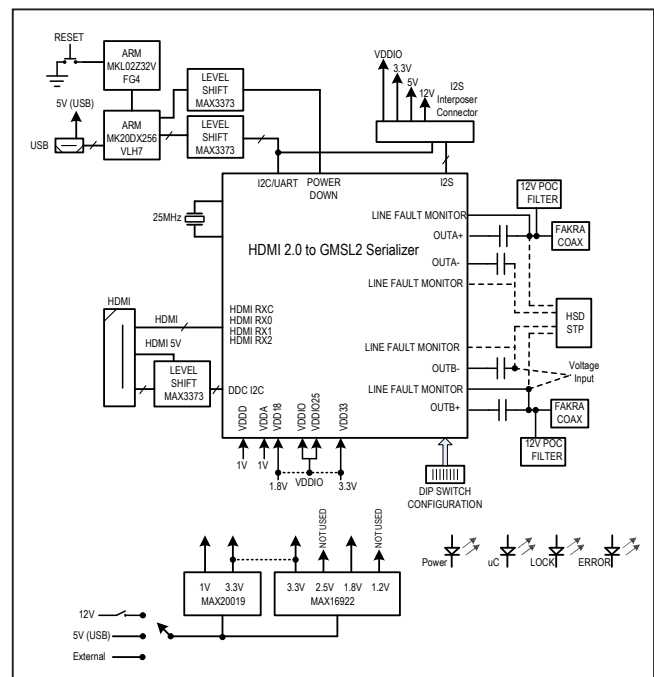 RESET
ARM
MKL02Z32V
FG4
5V (USB)
USB
ARM
MK20DX256
VLH7
LEVEL
SHIFT
MAX3373
LEVEL
SHIFT
MAX3373
VDDIO
3.3V
5V
12V
I2S
Interposer
Connector
I2C/UART
POWER
DOWN
I2S
25MHz
HDMI 2.0 to GMSL2 Serializer
LINE FAULT MONITOR
OUTA+
OUTA-
LINE FAULT MONITOR
12V POC
FILTER
FAKRA
COAX
HSD
STP
HDMI
HDMI
HDMI 5V
LEVEL
SHIFT
MAX3373
HDMI RXC
HDMI RX0
HDMI RX1
HDMI RX2
DDC I2C
LINE FAULT MONITOR
OUTB-
LINE FAULT MONITOR
OUTB+
Voltage
Input
FAKRA
COAX
12V POC
FILTER
VDDD
VDDA
VDD18
VDDIO
VDDIO25
VDD33
1V
1V
1.8V
VDDIO
3.3V
DIP SWITCH
CONFIGURATION
NOT USED
NOT USED
1V
3.3V
MAX20019
3.3V
2.5V
1.8V
1.2V
MAX16922
Power
uC
LOCK
ERROR
12V
5V (USB)
External